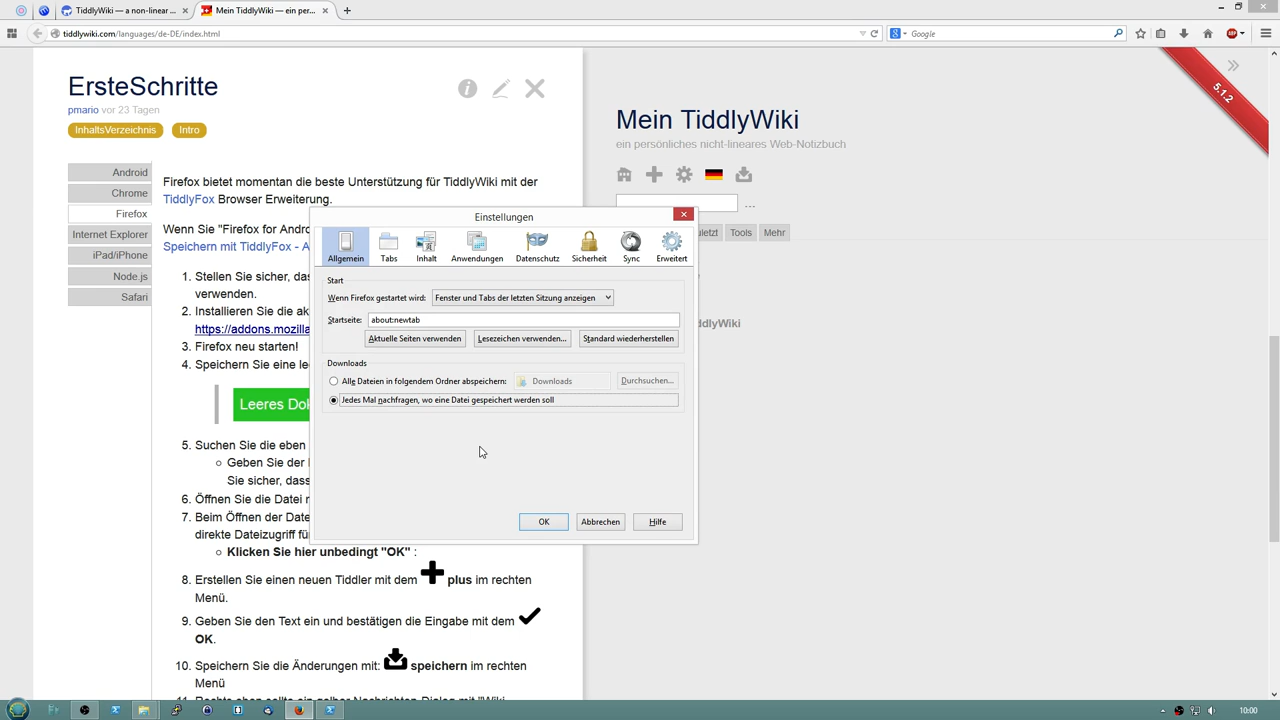 TiddlyWiki — a non-linear ...
Mein TiddlyWiki — ein per...
tiddlywiki.com/languages/de-DE/index.html
Google
ErsteSchritte
pmario vor 23 Tagen
InhaltsVerzeichnis Intro
Android
Chrome
Firefox
Internet Explorer
iPad/iPhone
Node.js
Safari
Firefox bietet momentan die beste Unterstützung für TiddlyWiki mit der
TiddlyFox Browser Erweiterung.
Wenn Sie "Firefox for Andro
Speichern mit TiddlyFox - A
1. Stellen Sie sicher, das
verwenden.
2. Installieren Sie die ak
https://addons.mozilla
3. Firefox neu starten!
4. Speichern Sie eine lee
Leeres Dok
5. Suchen Sie die eben
Geben Sie der
Sie sicher, dass
6. Öffnen Sie die Datei
7. Beim Öffnen der Date
direkte Dateizugriff fü
Klicken Sie hier unbedingt "OK" :
8. Erstellen Sie einen neuen Tiddler mit dem plus im rechten
Menü.
9. Geben Sie den Text ein und bestätigen die Eingabe mit dem
OK.
10. Speichern Sie die Änderungen mit: speichern im rechten
Menü
Einstellungen
Allgemein Tabs Inhalt Anwendungen Datenschutz Sicherheit Sync Erweitert
Start
Wenn Firefox gestartet wird: Fenster und Tabs der letzten Sitzung anzeigen
Startseite: about:newtab
Aktuelle Seiten verwenden Lesezeichen verwenden... Standard wiederherstellen
Downloads
Alle Dateien in folgendem Ordner abspeichern: Downloads Durchsuchen...
Jedes Mal nachfragen, wo eine Datei gespeichert werden soll
OK Abbrechen Hilfe
Mein TiddlyWiki
ein persönliches nicht-lineares Web-Notizbuch
...
uletzt Tools Mehr
dlyWiki
5.1.2
10:00